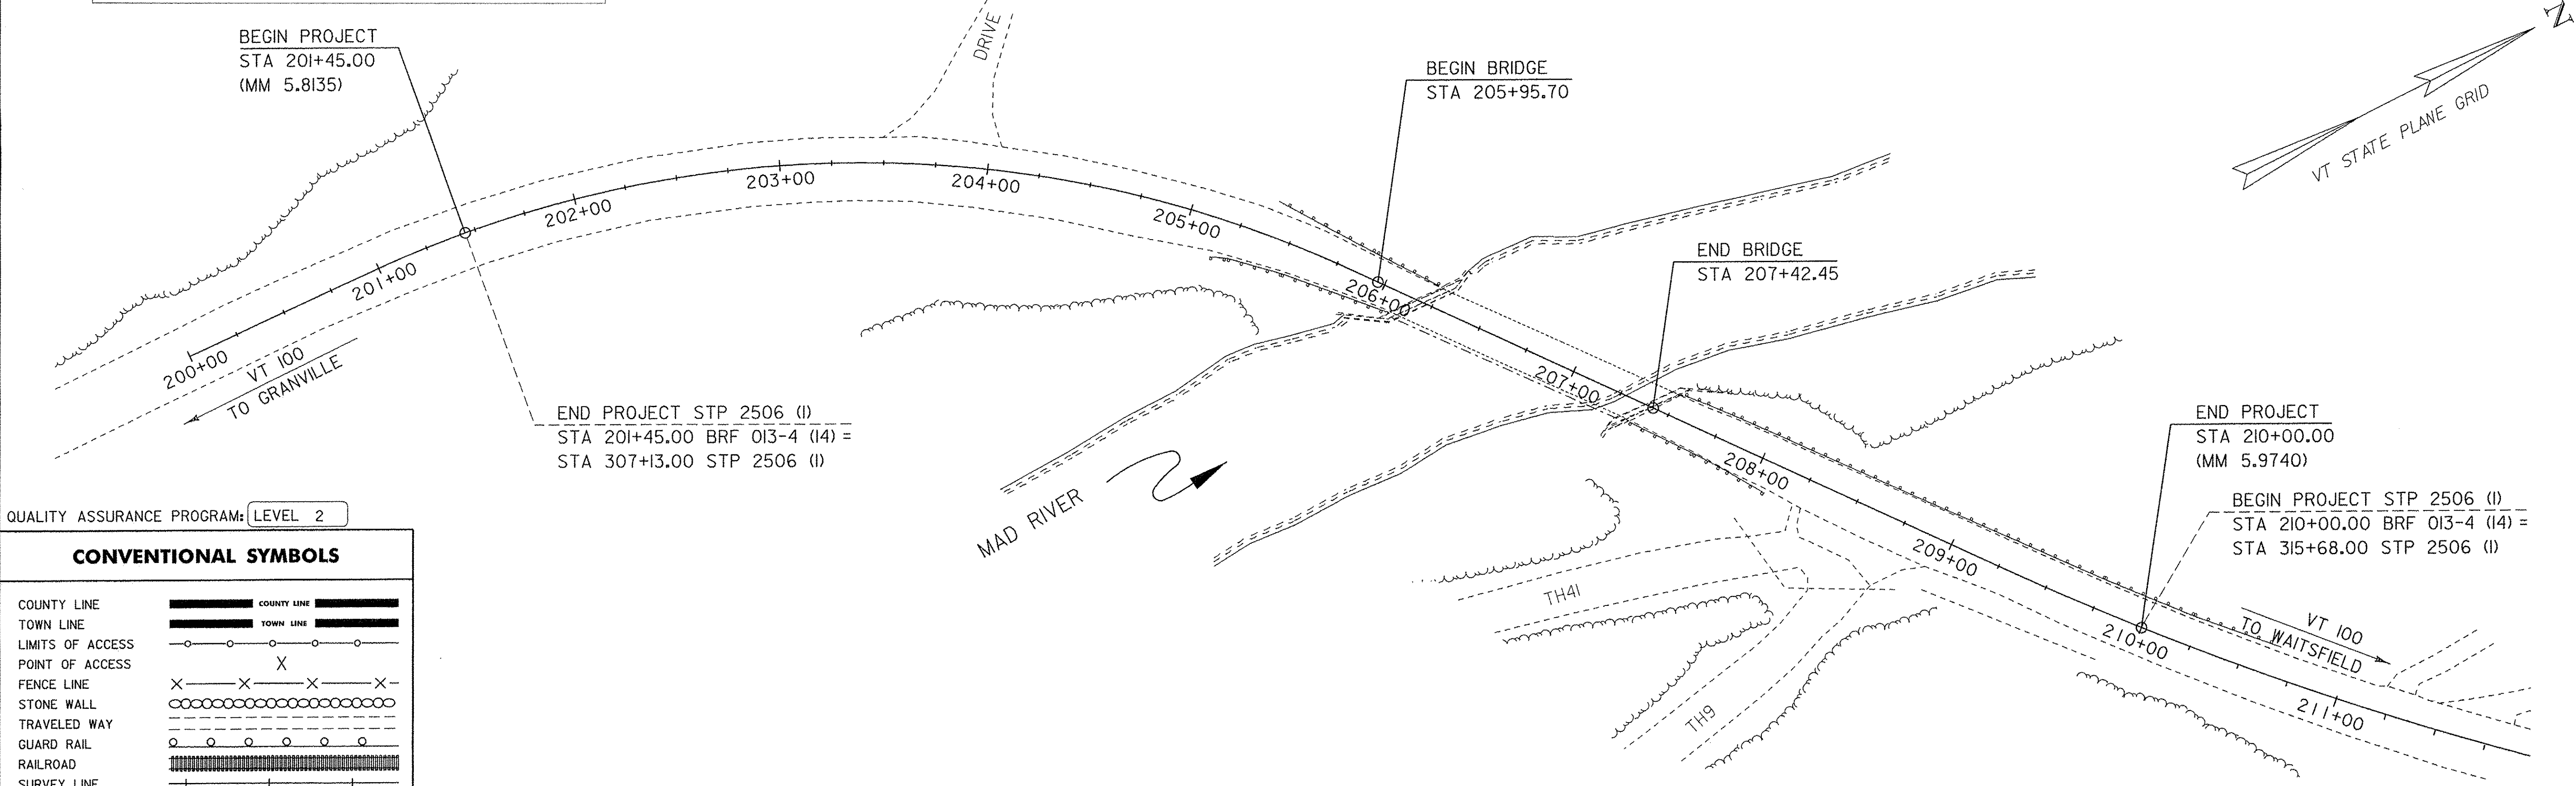 BEGIN PROJECT
STA 201+45.00
(MM 5.8135)
DRIVE
BEGIN BRIDGE
STA 205+95.70
N
VT STATE PLANE GRID
END BRIDGE
STA 207+42.45
200+00
201+00
202+00
203+00
204+00
205+00
206+00
207+00
208+00
209+00
210+00
211+00
VT 100
TO GRANVILLE
END PROJECT STP 2506 (1)
STA 201+45.00 BRF 013-4 (14) =
STA 307+13.00 STP 2506 (1)
MAD RIVER
TH41
TH9
END PROJECT
STA 210+00.00
(MM 5.9740)
BEGIN PROJECT STP 2506 (1)
STA 210+00.00 BRF 013-4 (14) =
STA 315+68.00 STP 2506 (1)
VT 100
TO WAITSFIELD
QUALITY ASSURANCE PROGRAM: LEVEL 2
CONVENTIONAL SYMBOLS
COUNTY LINE COUNTY LINE
TOWN LINE TOWN LINE
LIMITS OF ACCESS
POINT OF ACCESS
FENCE LINE
STONE WALL
TRAVELED WAY
GUARD RAIL
RAILROAD
SURVEY LINE